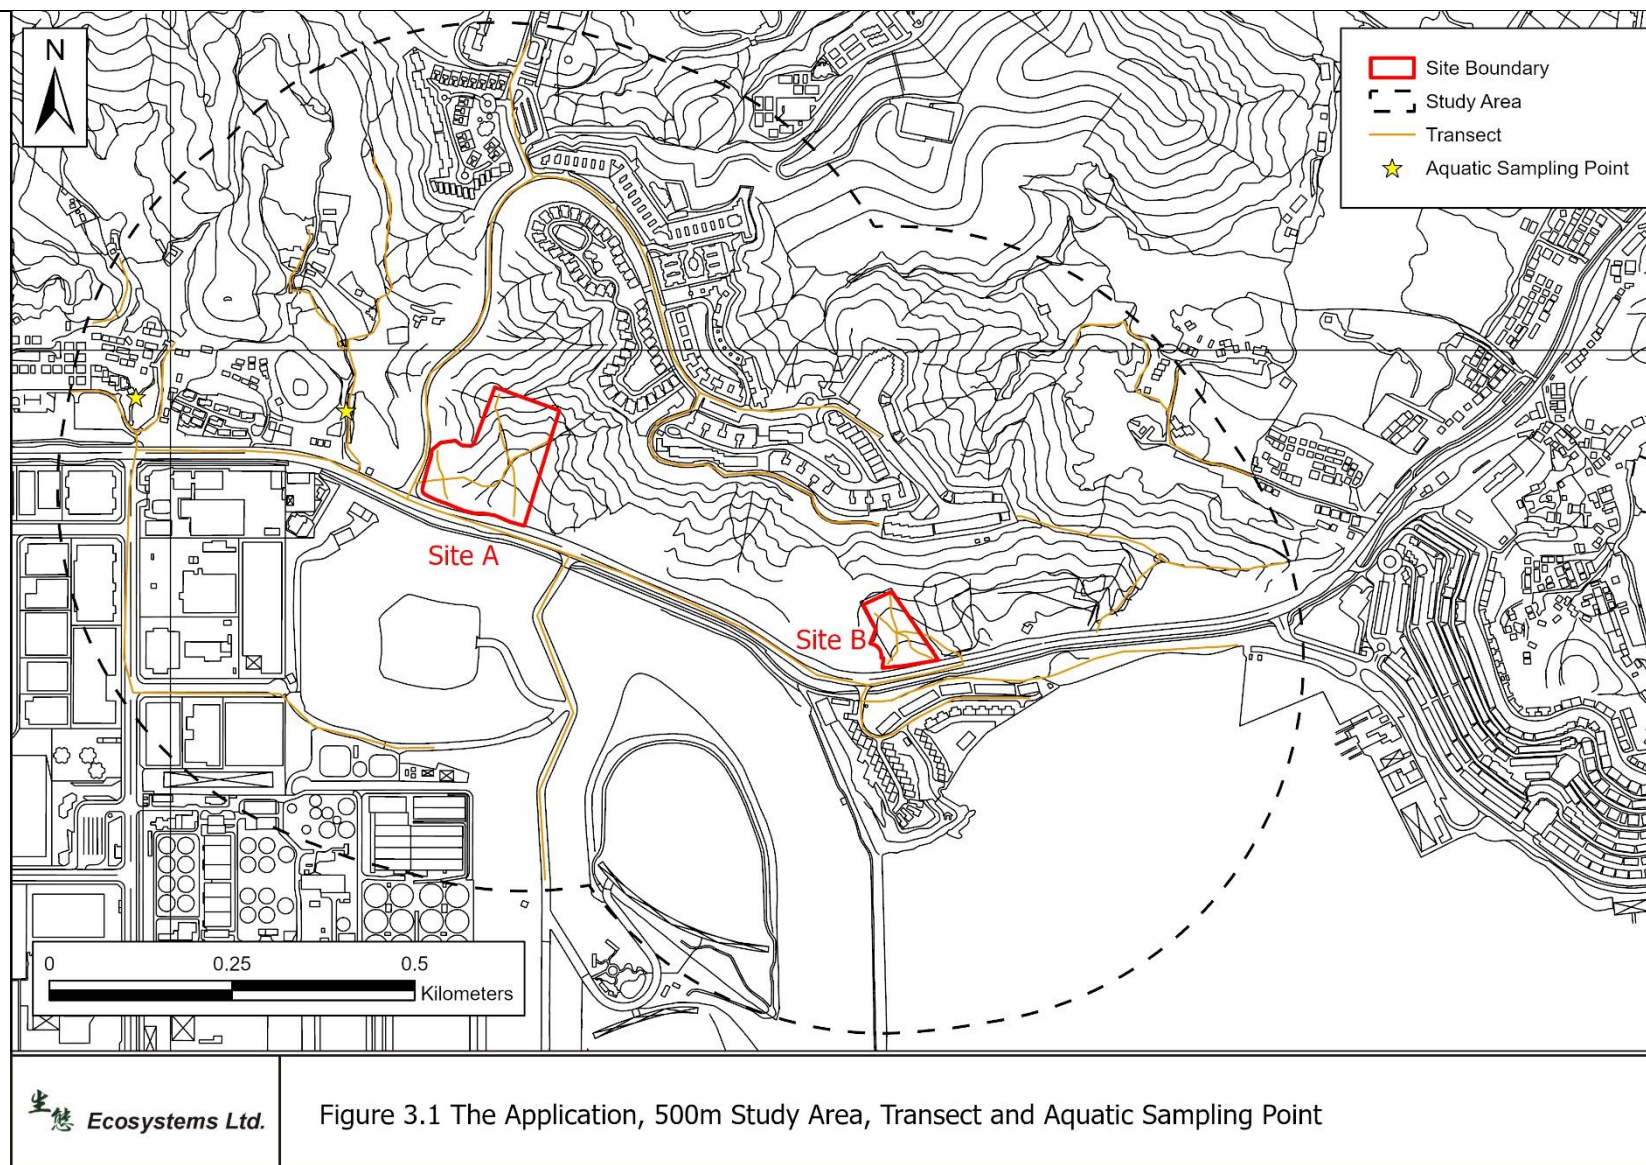 N
Site Boundary
Study Area
Transect
Aquatic Sampling Point
Site A
Site B
0 0.25 0.5
Kilometers
生態 Ecosystems Ltd.
Figure 3.1 The Application, 500m Study Area, Transect and Aquatic Sampling Point